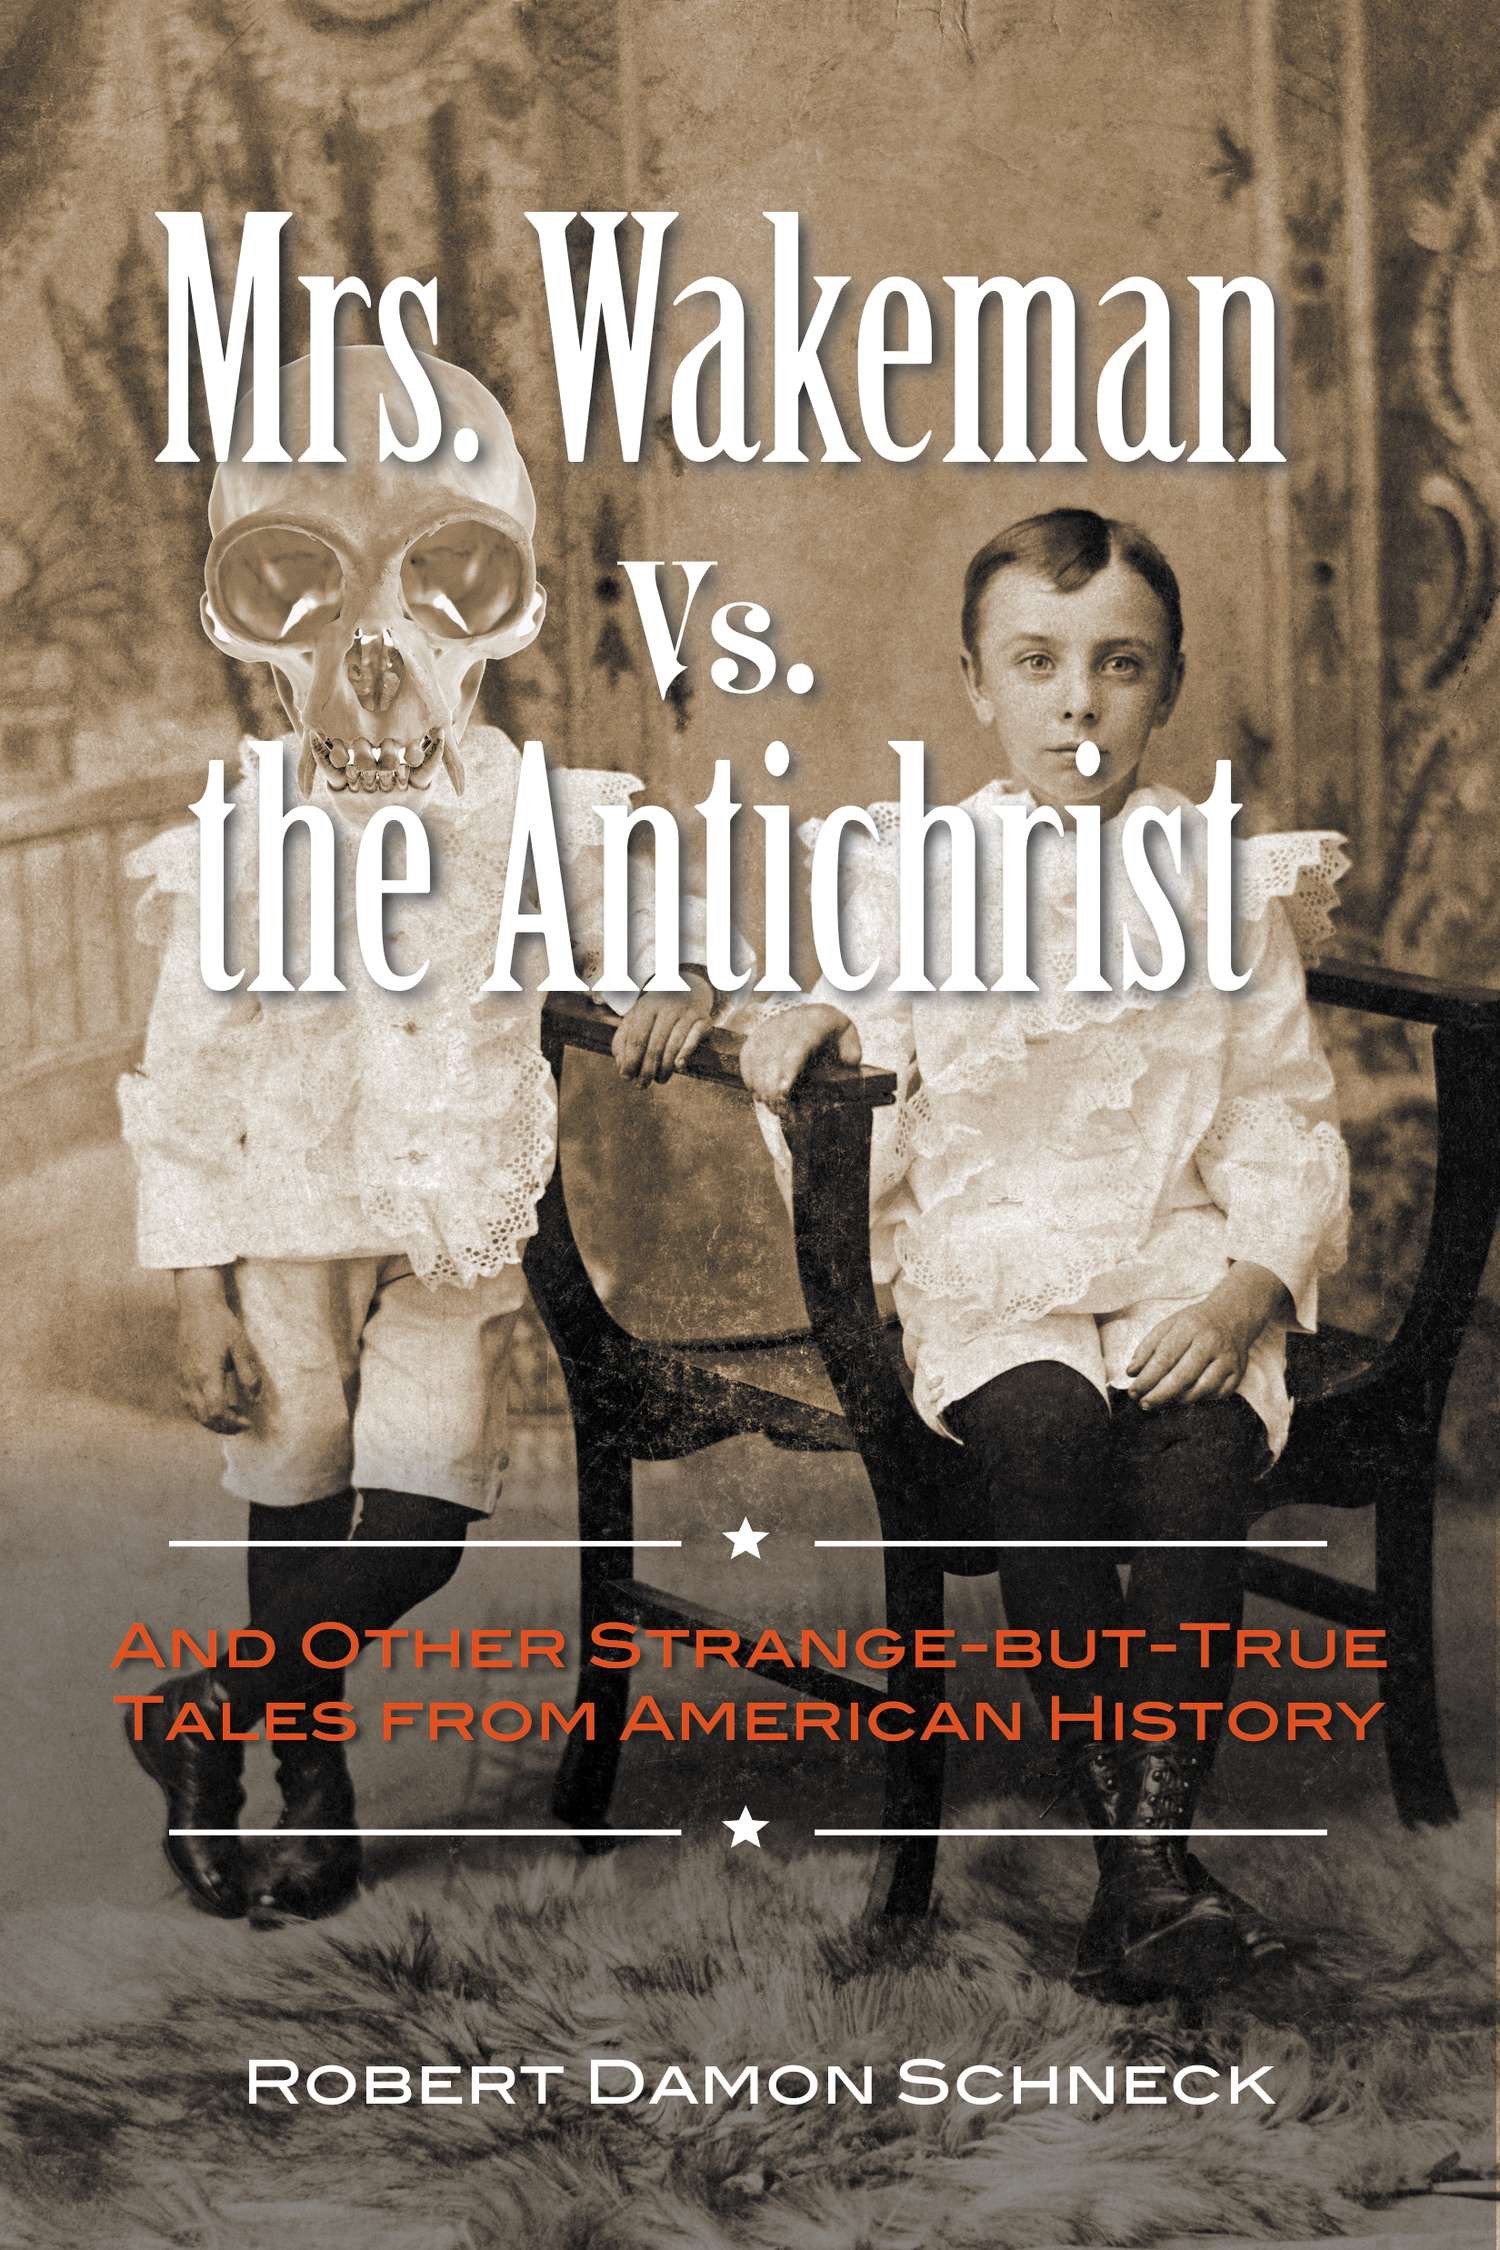 Mrs. Wakeman
Vs.
the Antichrist
And Other Strange-but-True
Tales from American History
Robert Damon Schneck